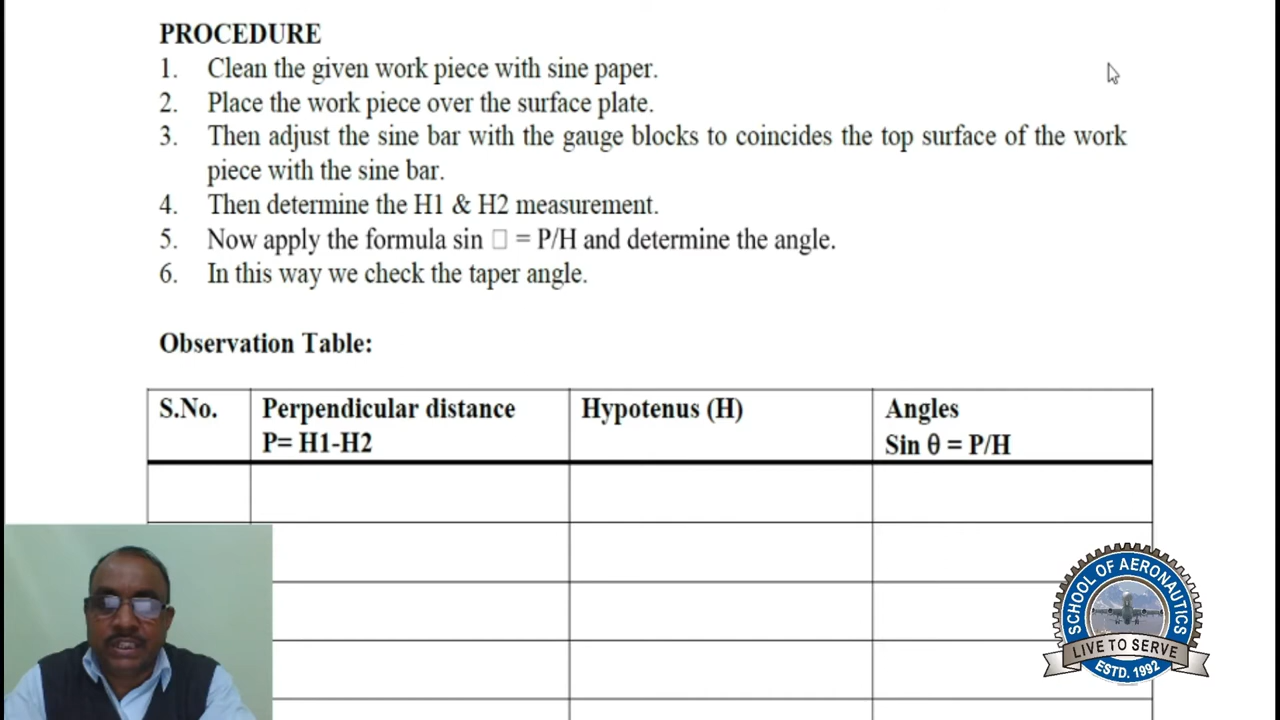 PROCEDURE
1. Clean the given work piece with sine paper.
2. Place the work piece over the surface plate.
3. Then adjust the sine bar with the gauge blocks to coincides the top surface of the work
piece with the sine bar.
4. Then determine the H1 & H2 measurement.
5. Now apply the formula sin □ = P/H and determine the angle.
6. In this way we check the taper angle.
Observation Table:
S.No. Perpendicular distance Hypotenus (H) Angles
P= H1-H2 Sin θ = P/H
SCHOOL OF AERONAUTICS
LIVE TO SERVE
ESTD. 1992